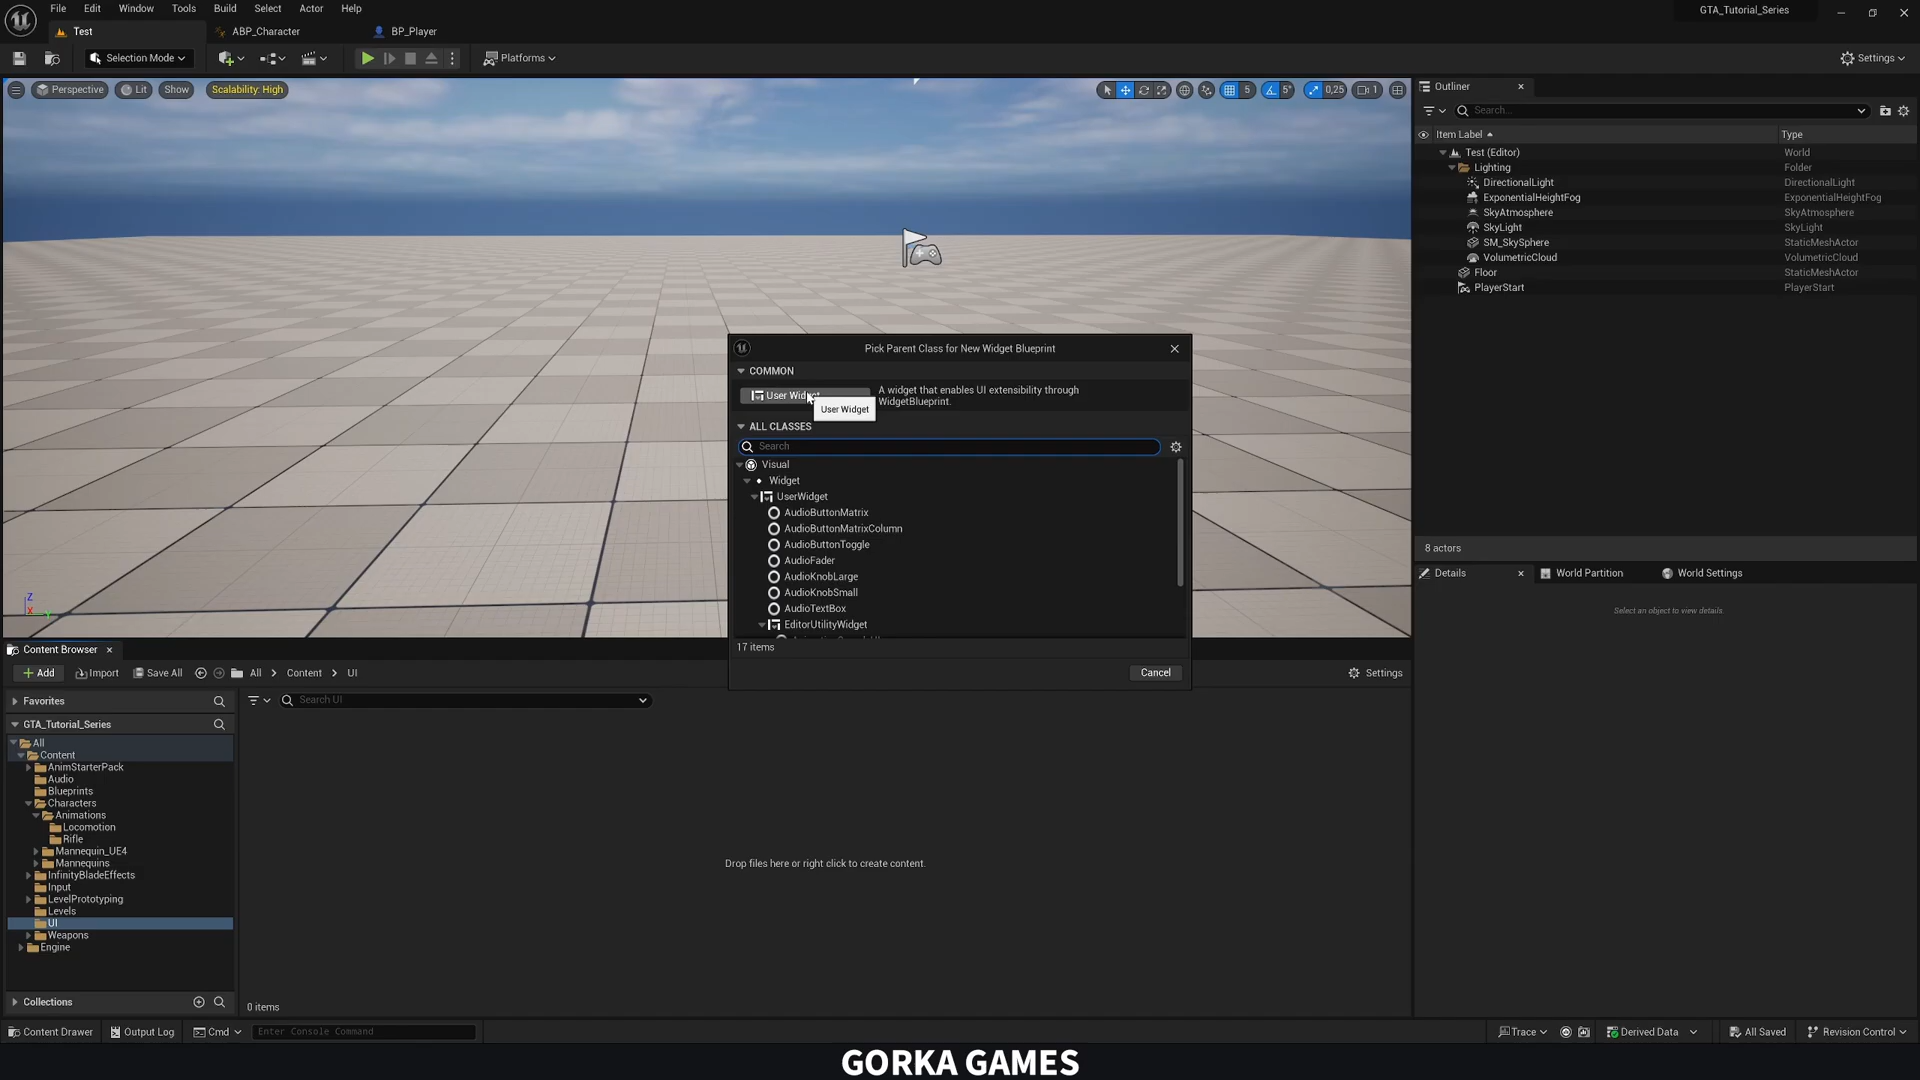 File Edit Window Tools Build Select Actor Help
GTA_Tutorial_Series
Test ABP_Character BP_Player
Selection Mode Platforms Settings
Perspective Lit Show Scalability: High 5 5° 0,25 1
Outliner
Search...
Item Label Type
Test (Editor) World
Lighting Folder
DirectionalLight DirectionalLight
ExponentialHeightFog ExponentialHeightFog
SkyAtmosphere SkyAtmosphere
SkyLight SkyLight
SM_SkySphere StaticMeshActor
VolumetricCloud VolumetricCloud
Floor StaticMeshActor
PlayerStart PlayerStart
8 actors
Details World Partition World Settings
Select an object to view details.
Pick Parent Class for New Widget Blueprint
COMMON
User Widget
A widget that enables UI extensibility through
WidgetBlueprint.
User Widget
ALL CLASSES
Search
Visual
Widget
UserWidget
AudioButtonMatrix
AudioButtonMatrixColumn
AudioButtonToggle
AudioFader
AudioKnobLarge
AudioKnobSmall
AudioTextBox
EditorUtilityWidget
17 items
Cancel
Z
X
Content Browser
Add Import Save All All Content UI Settings
Favorites
Search UI
GTA_Tutorial_Series
All
Content
AnimStarterPack
Audio
Blueprints
Characters
Animations
Locomotion
Rifle
Mannequin_UE4
Mannequins
InfinityBladeEffects
Input
LevelPrototyping
Levels
UI
Weapons
Engine
Drop files here or right click to create content.
Collections
0 items
Content Drawer Output Log Cmd Enter Console Command Trace Derived Data All Saved Revision Control
GORKA GAMES